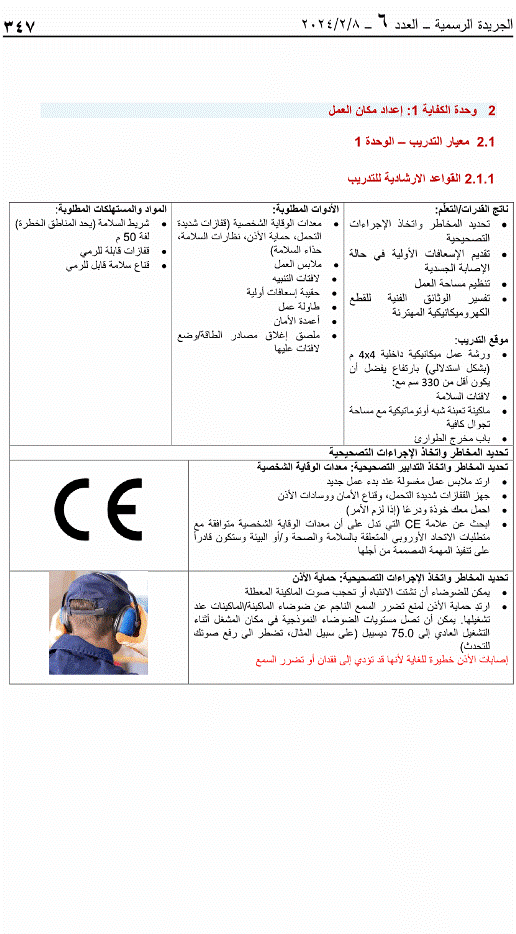 الجريدة الرسمية – العدد ٦ – ٢٠٢٤/٢/٨
٣٤٧
2 وحدة الكفاية 1: إعداد مكان العمل
2.1 معيار التدريب – الوحدة 1
2.1.1 القواعد الارشادية للتدريب
ناتج القدرات/التعلّم:
• تحديد المخاطر واتخاذ الإجراءات
التصحيحية
• تقديم الإسعافات الأولية في حالة
الإصابة الجسدية
• تنظيم مساحة العمل
• تفسير الوثائق الفنية للقطع
الكهروميكانيكية المهترئة
موقع التدريب:
• ورشة عمل ميكانيكية داخلية 4x4 م
(بشكل استدلالي) بارتفاع يفضل أن
يكون أقل من 330 سم مع:
• لافتات السلامة
• ماكينة تعبئة شبه أوتوماتيكية مع مساحة
تجوال كافية
• باب مخرج الطوارئ
الأدوات المطلوبة:
• معدات الوقاية الشخصية (قفازات شديدة
التحمل، حماية الأذن، نظارات السلامة،
حذاء السلامة)
• ملابس العمل
• لافتات التنبيه
• حقيبة إسعافات أولية
• طاولة عمل
• أعمدة الأمان
• ملصق إغلاق مصادر الطاقة/وضع
لافتات عليها
المواد والمستهلكات المطلوبة:
• شريط السلامة (يحد المناطق الخطرة)
لفة 50 م
• قفازات قابلة للرمي
• قناع سلامة قابل للرمي
تحديد المخاطر واتخاذ الإجراءات التصحيحية
تحديد المخاطر واتخاذ التدابير التصحيحية: معدات الوقاية الشخصية
• ارتد ملابس عمل مغسولة عند بدء عمل جديد
• جهز القفازات شديدة التحمل، وقناع الأمان ووسادات الأذن
• احمل معك خوذة ودرعًا (إذا لزم الأمر)
• ابحث عن علامة CE التي تدل على أن معدات الوقاية الشخصية متوافقة مع
متطلبات الاتحاد الأوروبي المتعلقة بالسلامة والصحة و/أو البيئة وستكون قادراً
على تنفيذ المهمة المصممة من أجلها
CE
تحديد المخاطر واتخاذ الإجراءات التصحيحية: حماية الأذن
• يمكن للضوضاء أن تشتت الانتباه أو تحجب صوت الماكينة المعطلة
• ارتدِ حماية الأذن لمنع تضرر السمع الناجم عن ضوضاء الماكينة/الماكينات عند
تشغيلها. يمكن أن تصل مستويات الضوضاء النموذجية في مكان المشغل أثناء
التشغيل العادي إلى 75.0 ديسيبل (على سبيل المثال، تضطر الى رفع صوتك
للتحدث)
إصابات الأذن خطيرة للغاية لأنها قد تؤدي إلى فقدان أو تضرر السمع